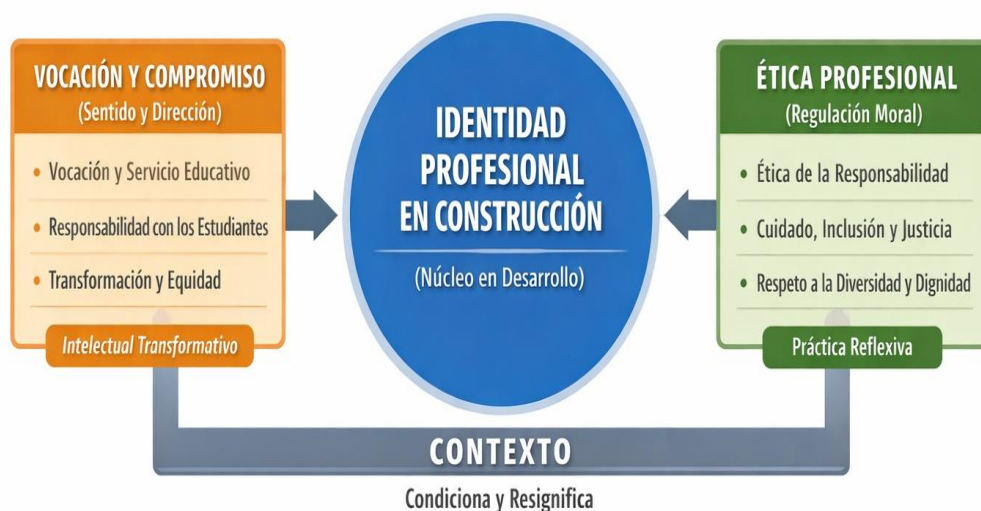 VOCACIÓN Y COMPROMISO
(Sentido y Dirección)
• Vocación y Servicio Educativo
• Responsabilidad con los Estudiantes
• Transformación y Equidad
Intelectual Transformativo
IDENTIDAD
PROFESIONAL
EN CONSTRUCCIÓN
(Núcleo en Desarrollo)
ÉTICA PROFESIONAL
(Regulación Moral)
• Ética de la Responsabilidad
• Cuidado, Inclusión y Justicia
• Respeto a la Diversidad y Dignidad
Práctica Reflexiva
CONTEXTO
Condiciona y Resignifica